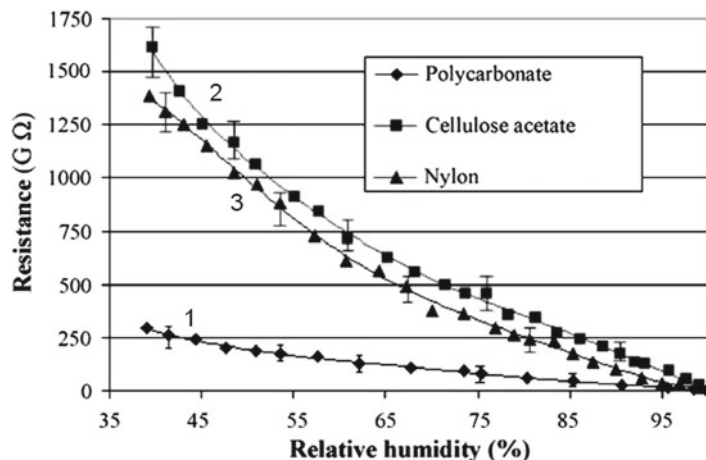 1750
1500
1250
1000
750
500
250
0
Resistance (G Ω)
2
3
1
Polycarbonate
Cellulose acetate
Nylon
35 45 55 65 75 85 95
Relative humidity (%)